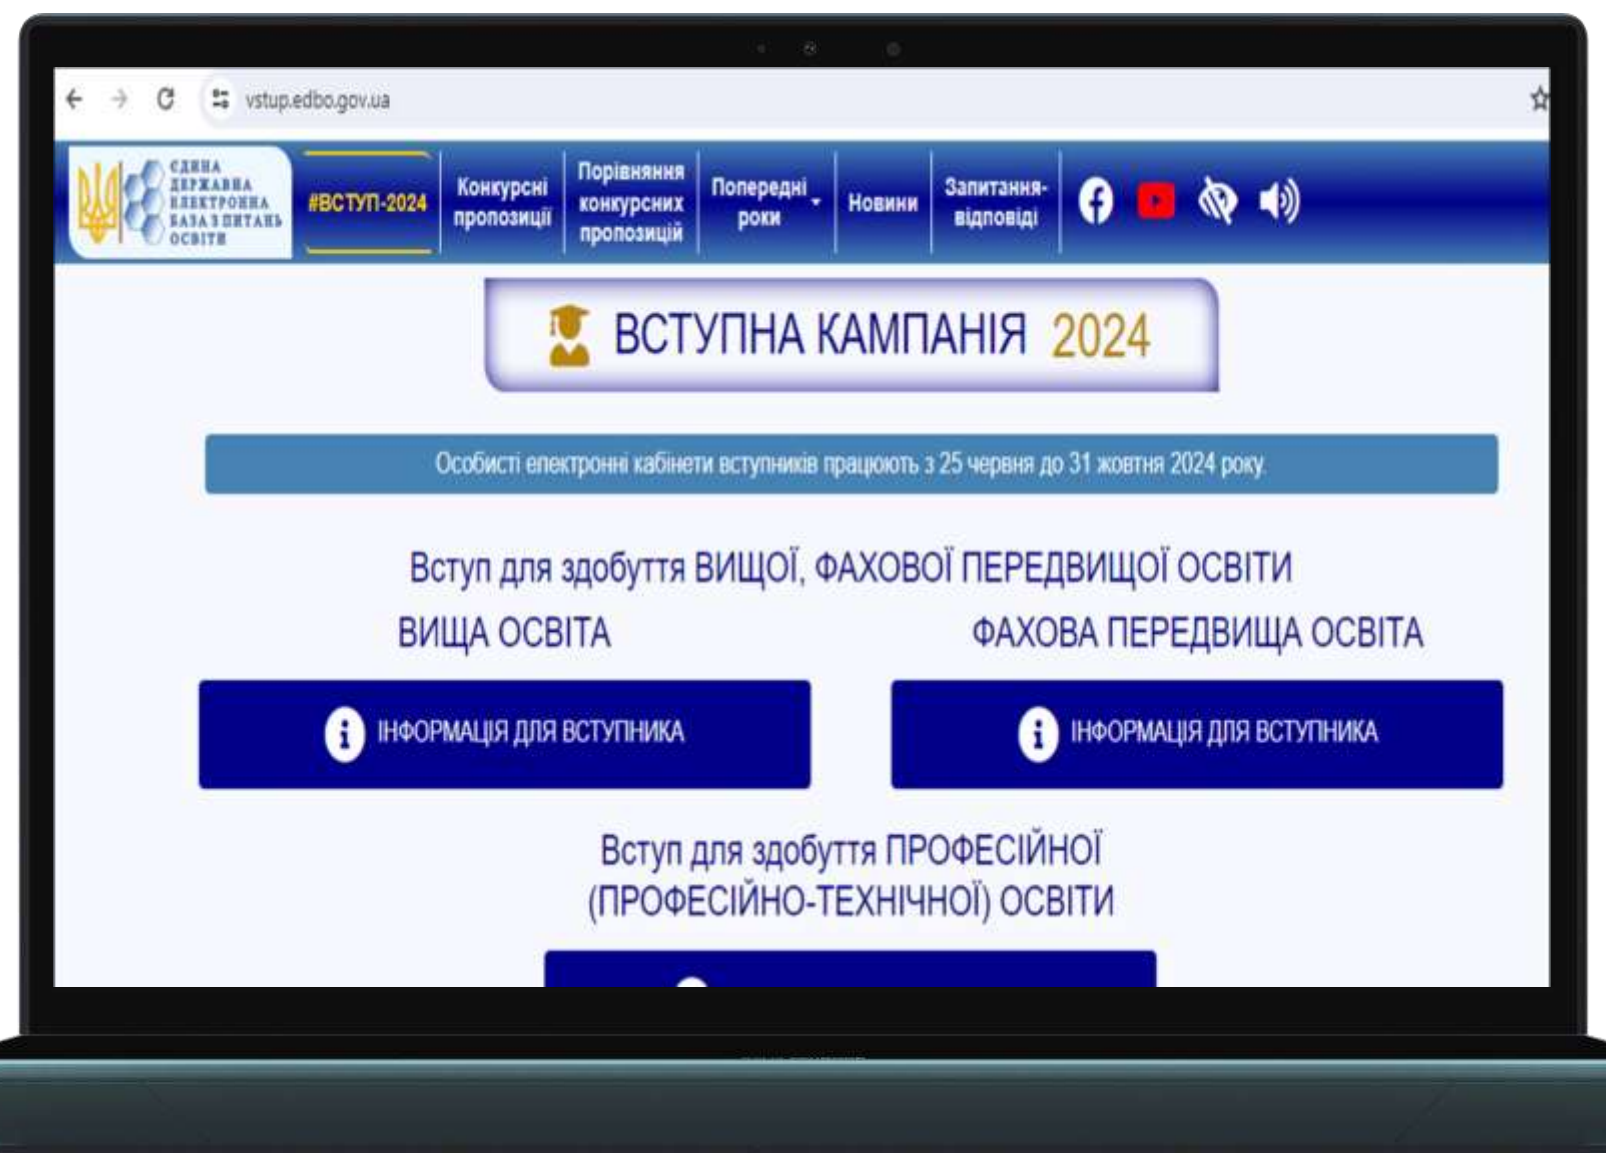 vstup.edbo.gov.ua
ЄДИНА
ДЕРЖАВНА
ЕЛЕКТРОННА
БАЗА З ПИТАНЬ
ОСВІТИ
#ВСТУП-2024
Конкурсні
пропозиції
Порівняння
конкурсних
пропозицій
Попередні
роки
Новини
Запитання-
відповіді
ВСТУПНА КАМПАНІЯ 2024
Особисті електронні кабінети вступників працюють з 25 червня до 31 жовтня 2024 року.
Вступ для здобуття ВИЩОЇ, ФАХОВОЇ ПЕРЕДВИЩОЇ ОСВІТИ
ВИЩА ОСВІТА
ФАХОВА ПЕРЕДВИЩА ОСВІТА
ІНФОРМАЦІЯ ДЛЯ ВСТУПНИКА
ІНФОРМАЦІЯ ДЛЯ ВСТУПНИКА
Вступ для здобуття ПРОФЕСІЙНОЇ
(ПРОФЕСІЙНО-ТЕХНІЧНОЇ) ОСВІТИ